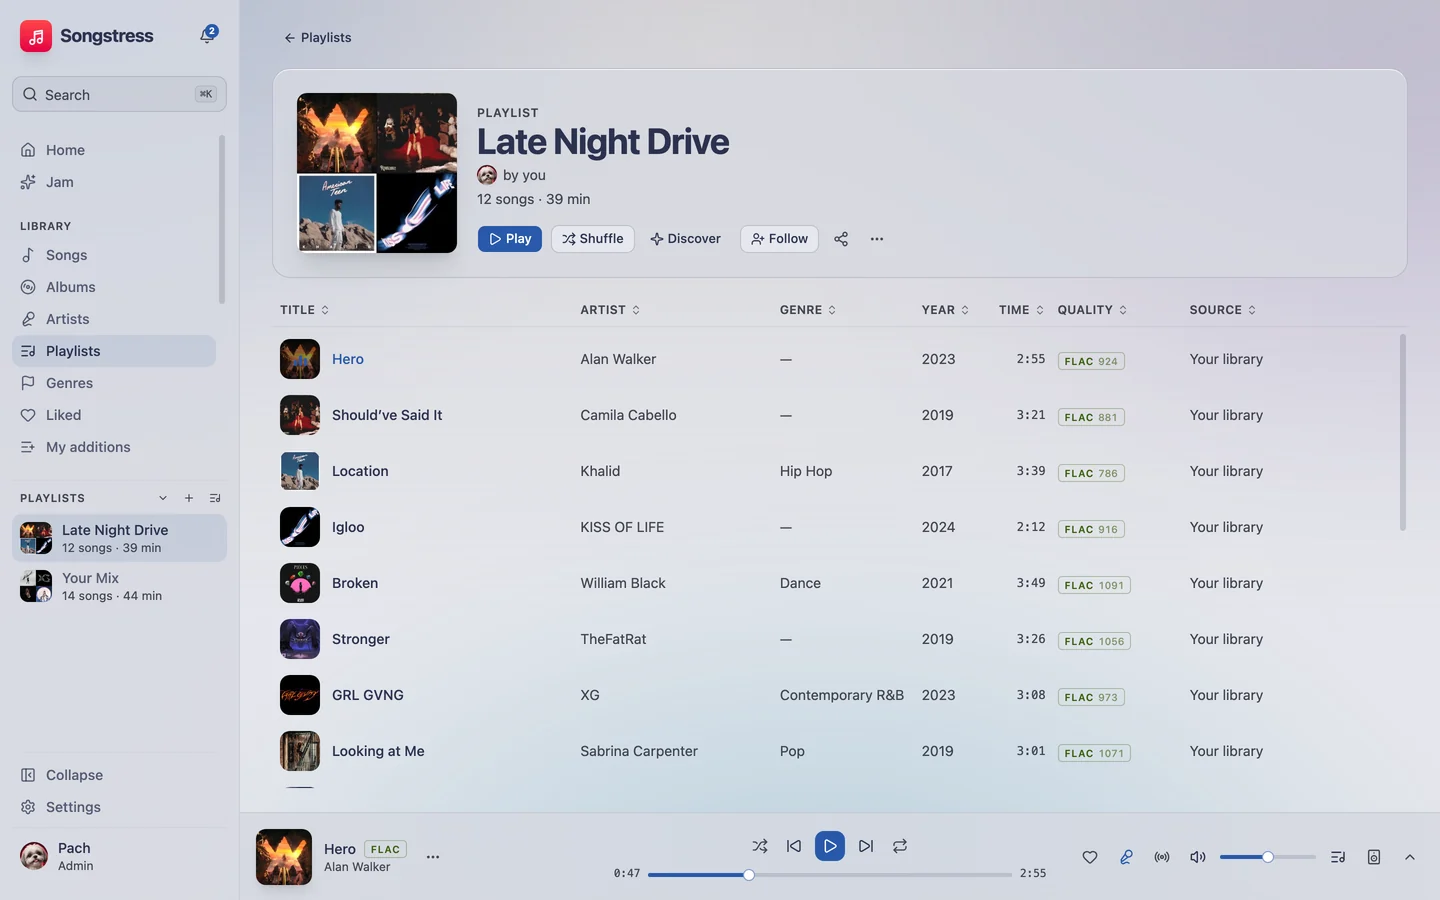 Songstress
2
Search
⌘K
Home
Jam
LIBRARY
Songs
Albums
Artists
Playlists
Genres
Liked
My additions
PLAYLISTS
Late Night Drive
12 songs · 39 min
Your Mix
14 songs · 44 min
Collapse
Settings
Pach
Admin
Playlists
American
Teen
PLAYLIST
Late Night Drive
by you
12 songs · 39 min
Play
Shuffle
Discover
Follow
TITLE ARTIST GENRE YEAR TIME QUALITY SOURCE
Hero Alan Walker — 2023 2:55 FLAC 924 Your library
Should’ve Said It Camila Cabello — 2019 3:21 FLAC 881 Your library
Location Khalid Hip Hop 2017 3:39 FLAC 786 Your library
Igloo KISS OF LIFE — 2024 2:12 FLAC 916 Your library
Broken William Black Dance 2021 3:49 FLAC 1091 Your library
Stronger TheFatRat — 2019 3:26 FLAC 1056 Your library
GRL GVNG XG Contemporary R&B 2023 3:08 FLAC 973 Your library
Looking at Me Sabrina Carpenter Pop 2019 3:01 FLAC 1071 Your library
Hero FLAC
Alan Walker
0:47
2:55